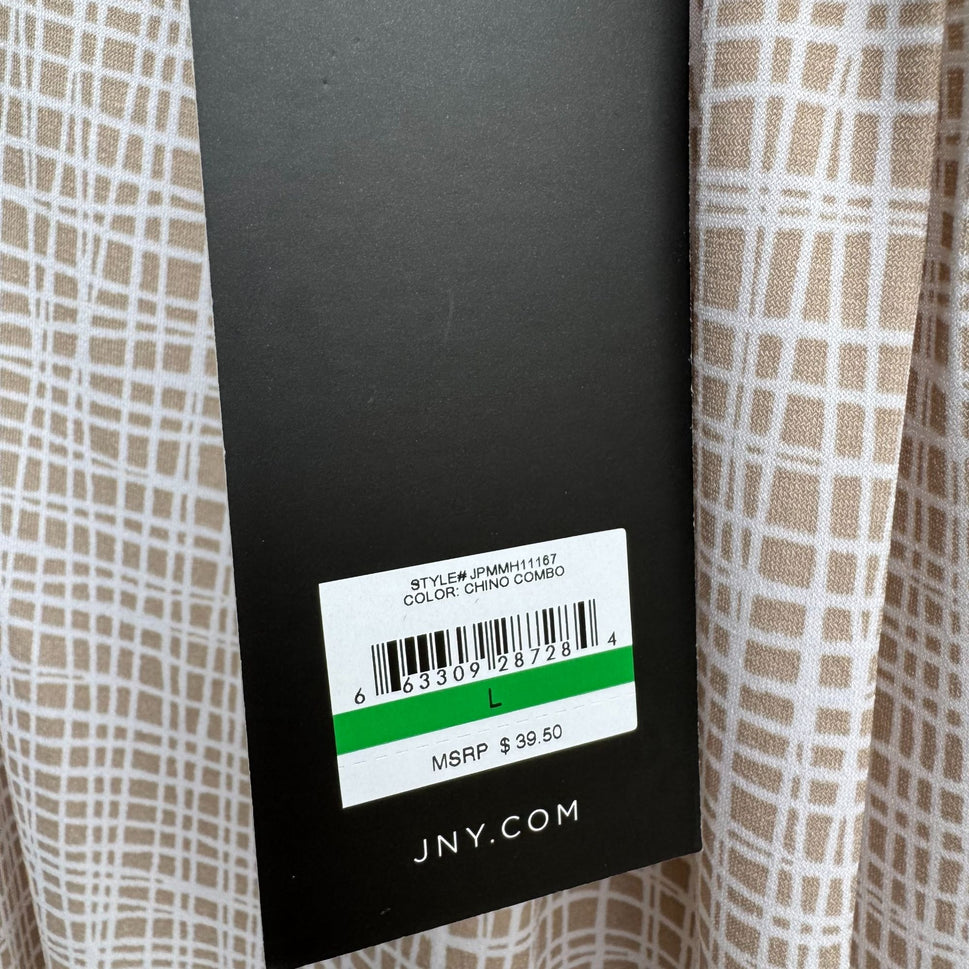 STYLE# JPMMH11167
COLOR: CHINO COMBO
6 63309 28728 4
L
MSRP $ 39.50
JNY.COM